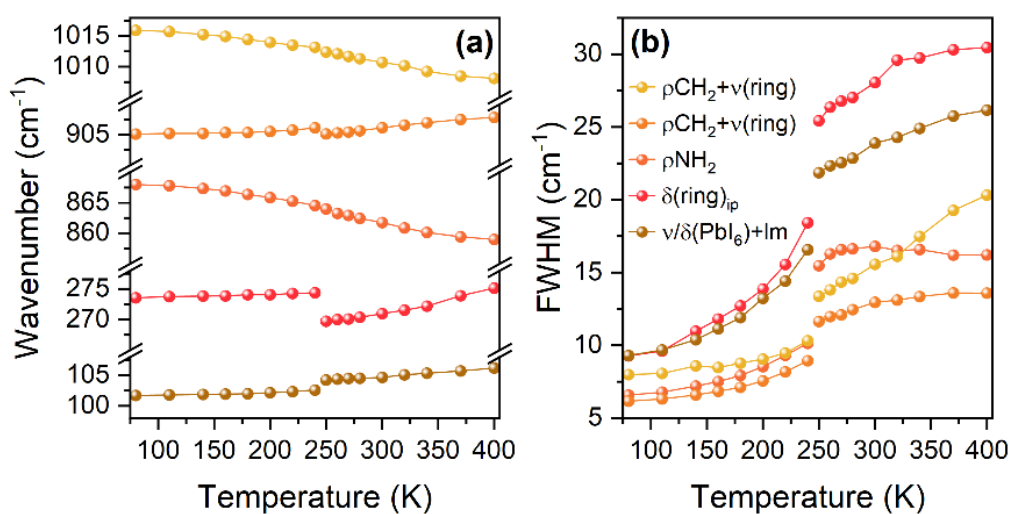 (a)
Wavenumber (cm⁻¹)
1015
1010
905
865
860
275
270
105
100
100 150 200 250 300 350 400
Temperature (K)
(b)
FWHM (cm⁻¹)
30
25
20
15
10
5
ρCH₂+ν(ring)
ρCH₂+ν(ring)
ρNH₂
δ(ring)ᵢₚ
ν/δ(PbI₆)+Im
100 150 200 250 300 350 400
Temperature (K)